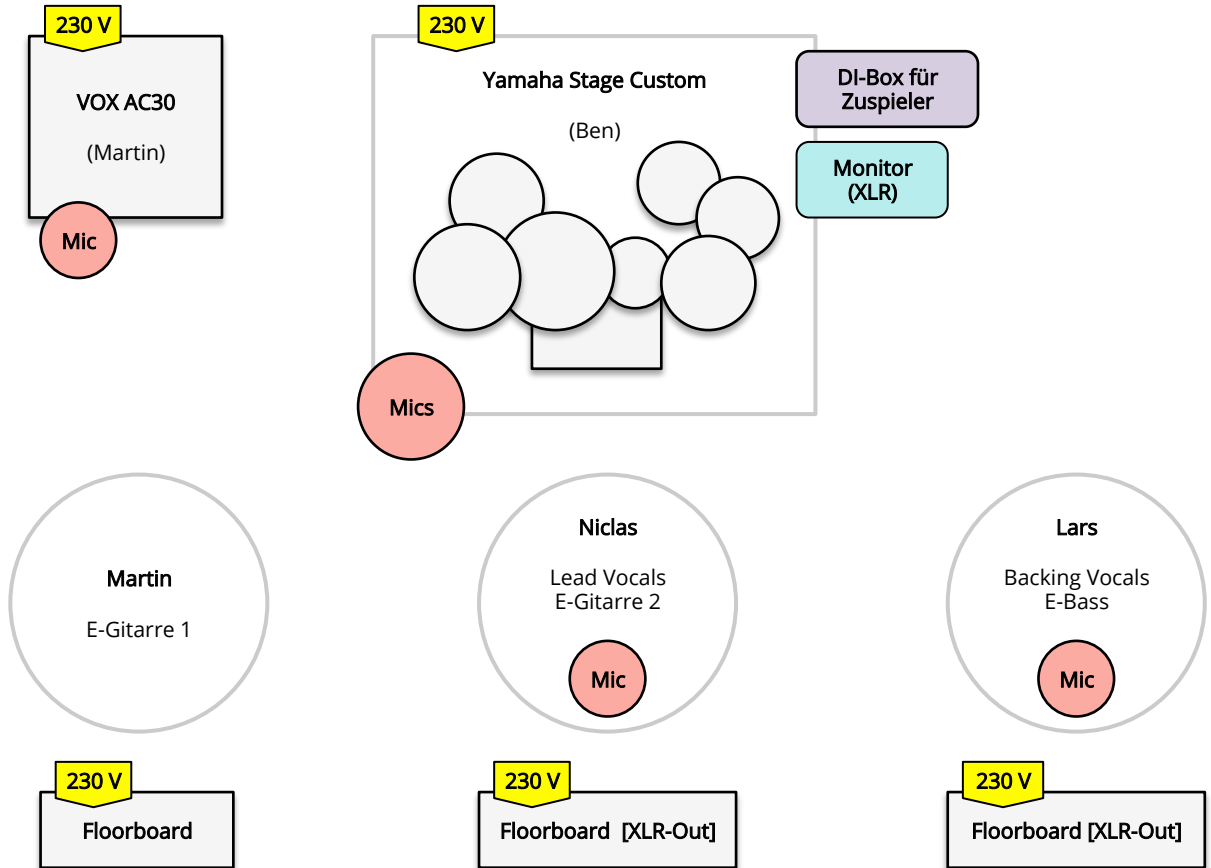 230 V
VOX AC30
(Martin)
Mic
230 V
Yamaha Stage Custom
(Ben)
DI-Box für
Zuspieler
Monitor
(XLR)
Mics
Martin
E-Gitarre 1
Niclas
Lead Vocals
E-Gitarre 2
Mic
Lars
Backing Vocals
E-Bass
Mic
230 V
Floorboard
230 V
Floorboard  [XLR-Out]
230 V
Floorboard [XLR-Out]